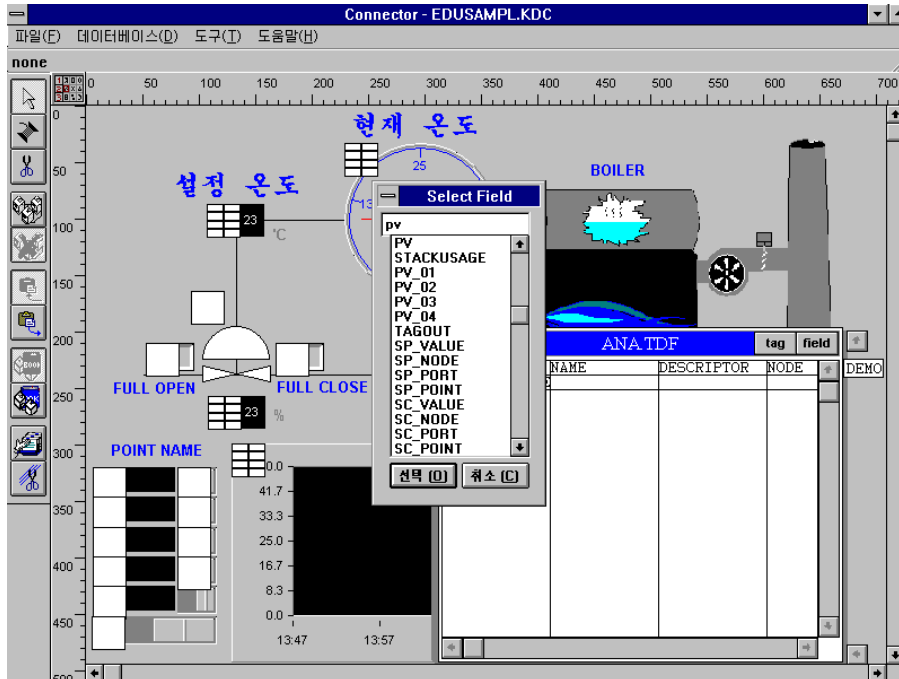 Connector - EDUSAMPL.KDC
파일(F) 데이터베이스(D) 도구(T) 도움말(H)
none
0 50 100 150 200 250 300 350 400 450 500 550 600 650 700
0
50
100
150
200
250
300
350
400
450
500
현재 온도
25
설정 온도
23
℃
BOILER
FULL OPEN
FULL CLOSE
23
%
POINT NAME
0.0
41.7
33.3
25.0
16.7
8.3
0.0
13:47 13:57
Select Field
pv
PV
STACKUSAGE
PV_01
PV_02
PV_03
PV_04
TAGOUT
SP_VALUE
SP_NODE
SP_PORT
SP_POINT
SC_VALUE
SC_NODE
SC_PORT
SC_POINT
선택 (O) 취소 (C)
ANA.TDF tag field
NAME DESCRIPTOR NODE
DEMO